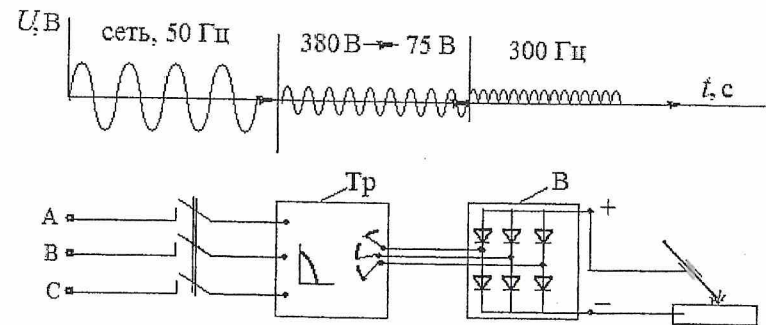 U, В
сеть, 50 Гц
380 В 75 В
300 Гц
t, с
Тр
В
A
B
C
+
−